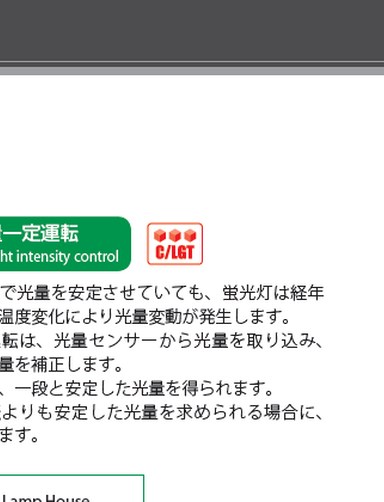 量一定運転
ht intensity control
C/LGT
で光量を安定させていても、蛍光灯は経年
温度変化により光量変動が発生します。
転は、光量センサーから光量を取り込み、
量を補正します。
、一段と安定した光量を得られます。
よりも安定した光量を求められる場合に、
ます。
Lamp House